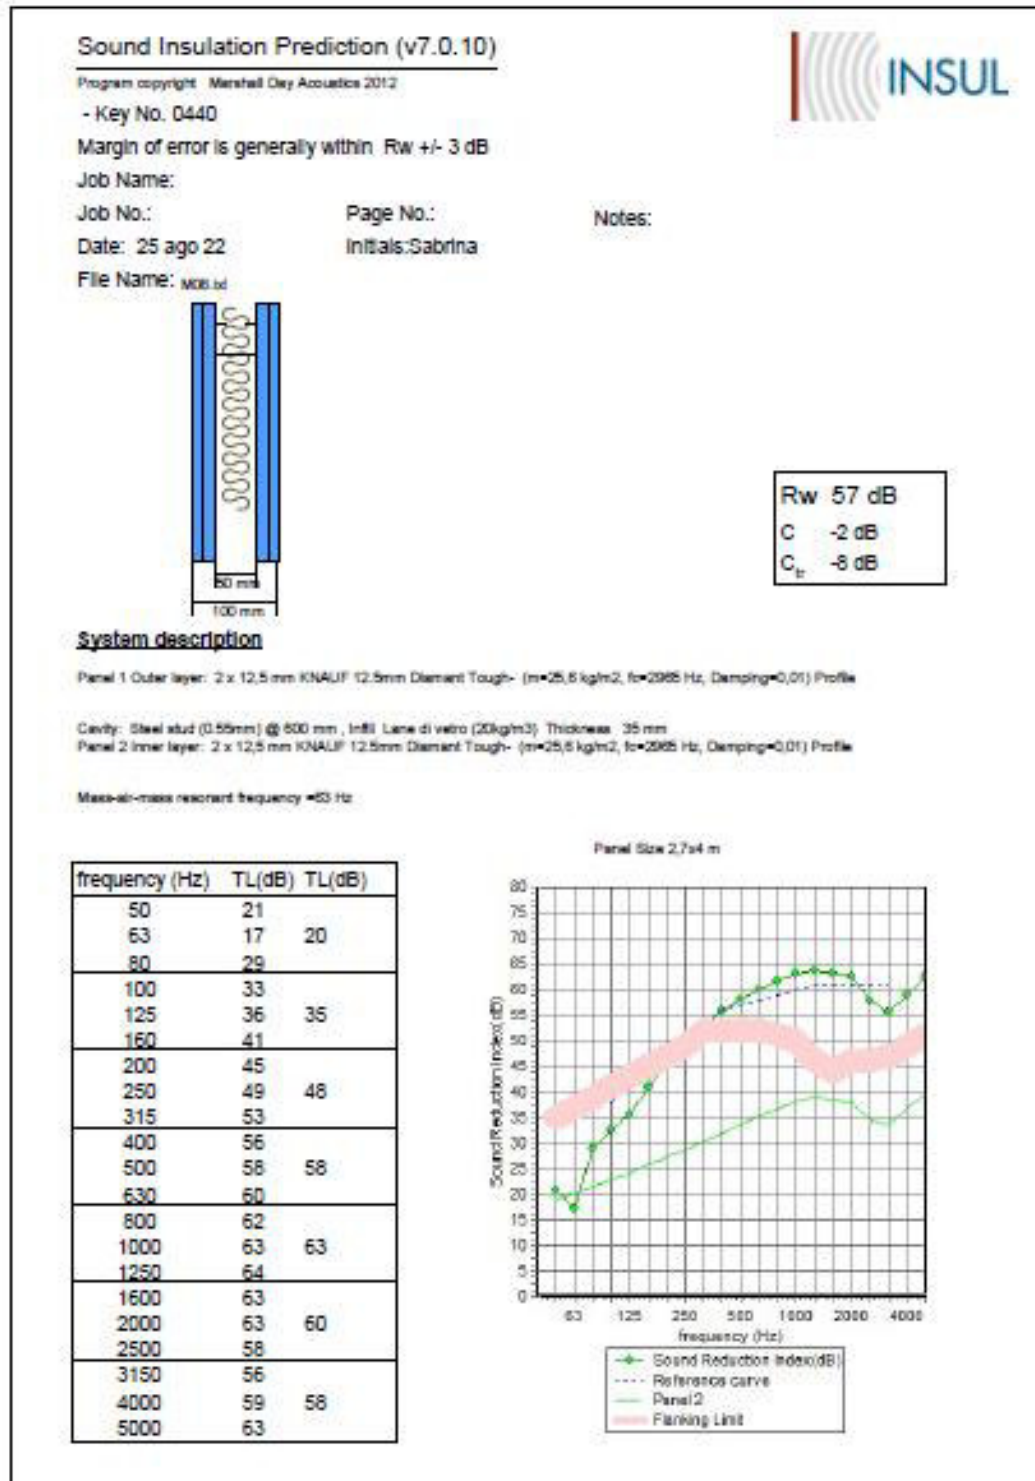 Sound Insulation Prediction (v7.0.10)
INSUL
Program copyright Marshall Day Acoustics 2012
- Key No. 0440
Margin of error is generally within Rw +/- 3 dB
Job Name:
Job No.: Page No.: Notes:
Date: 25 ago 22 Initials:Sabrina
File Name:
50 mm
100 mm
Rw 57 dB
C -2 dB
Ctr -8 dB
System description
Panel 1 Outer layer: 2 x 12,5 mm KNAUF 12.5mm Diamant Tough- (m=25,6 kg/m2, fc=2965 Hz, Damping=0,01) Profile
Cavity: Steel stud (0.55mm) @ 600 mm , Infill Lane di vetro (20kg/m3) Thickness 35 mm
Panel 2 Inner layer: 2 x 12,5 mm KNAUF 12.5mm Diamant Tough- (m=25,6 kg/m2, fc=2965 Hz, Damping=0,01) Profile
Mass-air-mass resonant frequency =63 Hz
frequency (Hz) TL(dB) TL(dB)
50 21
63 17 20
80 29
100 33
125 36 35
160 41
200 45
250 49 48
315 53
400 56
500 58 58
630 60
800 62
1000 63 63
1250 64
1600 63
2000 63 60
2500 58
3150 56
4000 59 58
5000 63
Panel Size 2,7x4 m
Sound Reduction Index(dB)
80
75
70
65
60
55
50
45
40
35
30
25
20
15
10
5
0
63 125 250 500 1000 2000 4000
frequency (Hz)
Sound Reduction Index(dB)
Reference curve
Panel 2
Flanking Limit